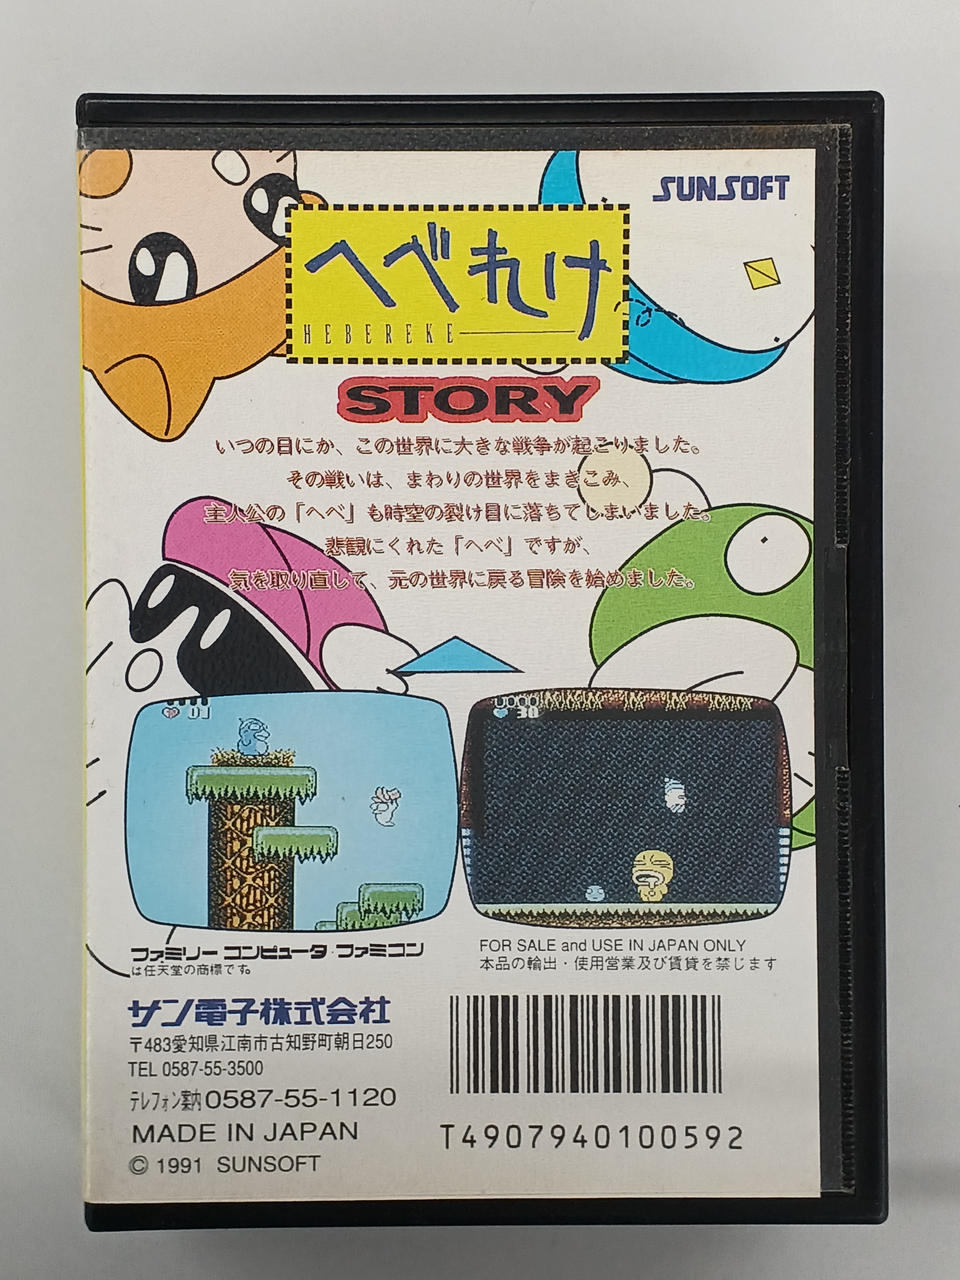 SUNSOFT
へべれけ
HEBEREKE
STORY
いつの日にか、この世界に大きな戦争が起こりました。
その戦いは、まわりの世界をまきこみ、
主人公の「へべ」も時空の裂け目に落ちてしまいました。
悲観にくれた「へべ」ですが、
気を取り直して、元の世界に戻る冒険を始めました。
01
30
ファミリーコンピュータ・ファミコン
は任天堂の商標です。
FOR SALE and USE IN JAPAN ONLY
本品の輸出・使用営業及び賃貸を禁じます
サン電子株式会社
〒483愛知県江南市古知野町朝日250
TEL 0587-55-3500
テレフォン案内0587-55-1120
MADE IN JAPAN
© 1991 SUNSOFT
T4907940100592